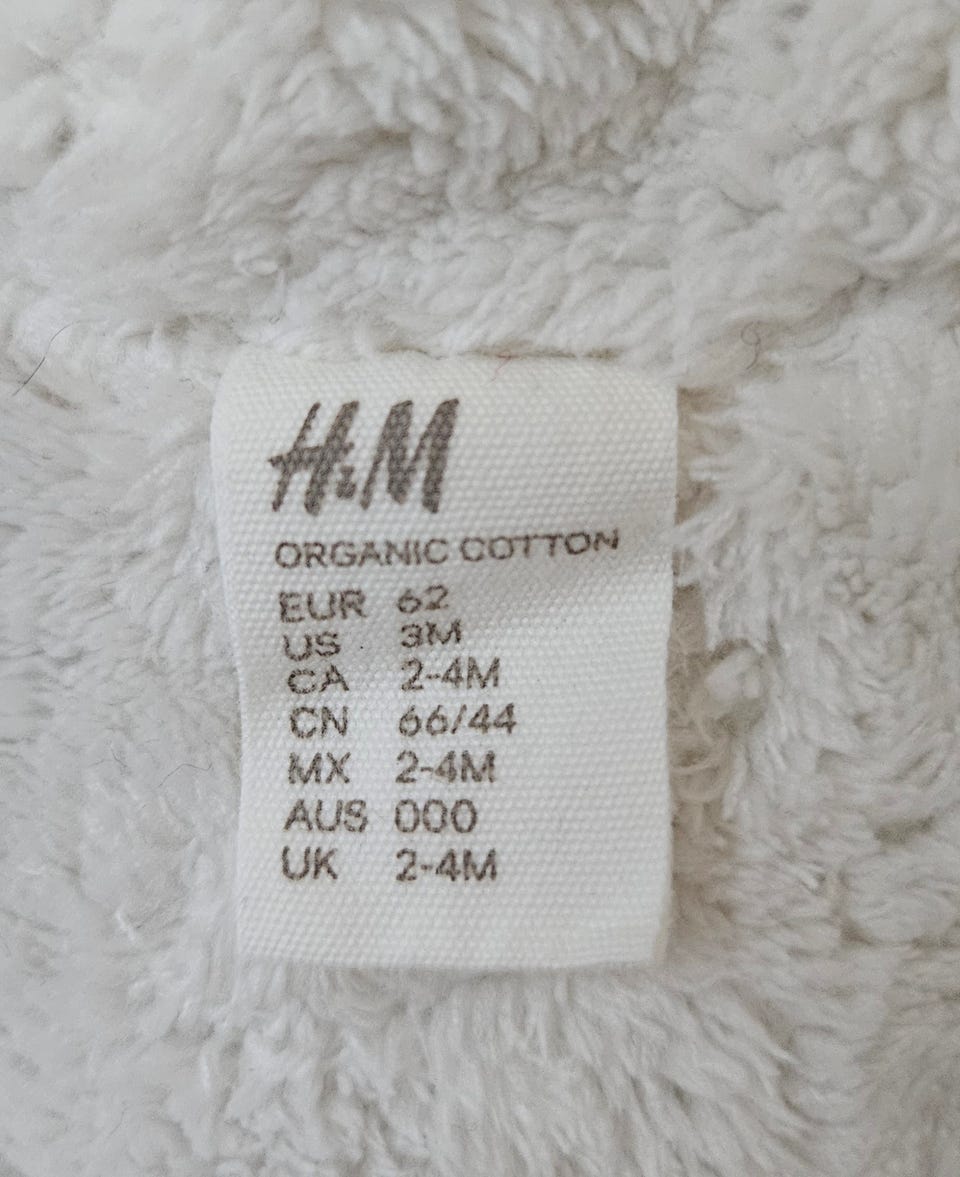 H&M
ORGANIC COTTON
EUR 62
US 3M
CA 2-4M
CN 66/44
MX 2-4M
AUS 000
UK 2-4M